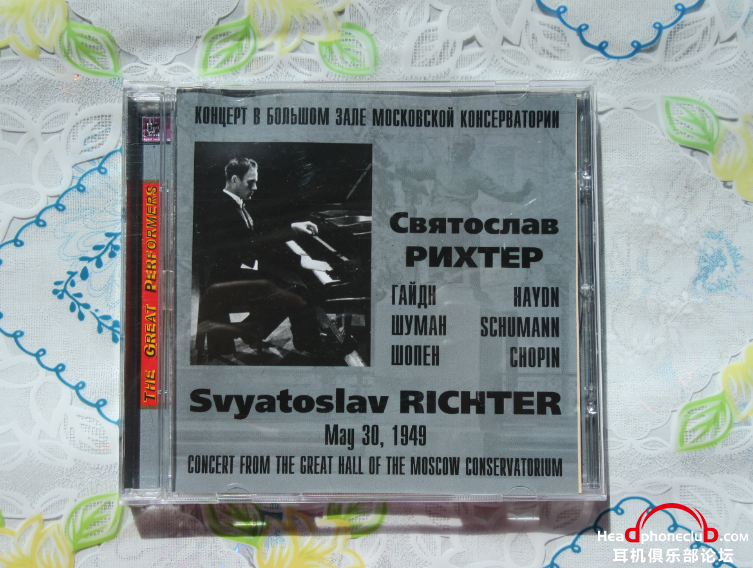 КОНЦЕРТ В БОЛЬШОМ ЗАЛЕ МОСКОВСКОЙ КОНСЕРВАТОРИИ
THE GREAT PERFORMERS
Святослав
РИХТЕР
ГАЙДН HAYDN
ШУМАН SCHUMANN
ШОПЕН CHOPIN
Svyatoslav RICHTER
May 30, 1949
CONCERT FROM THE GREAT HALL OF THE MOSCOW CONSERVATORIUM
Headphoneclub.com
耳机俱乐部论坛